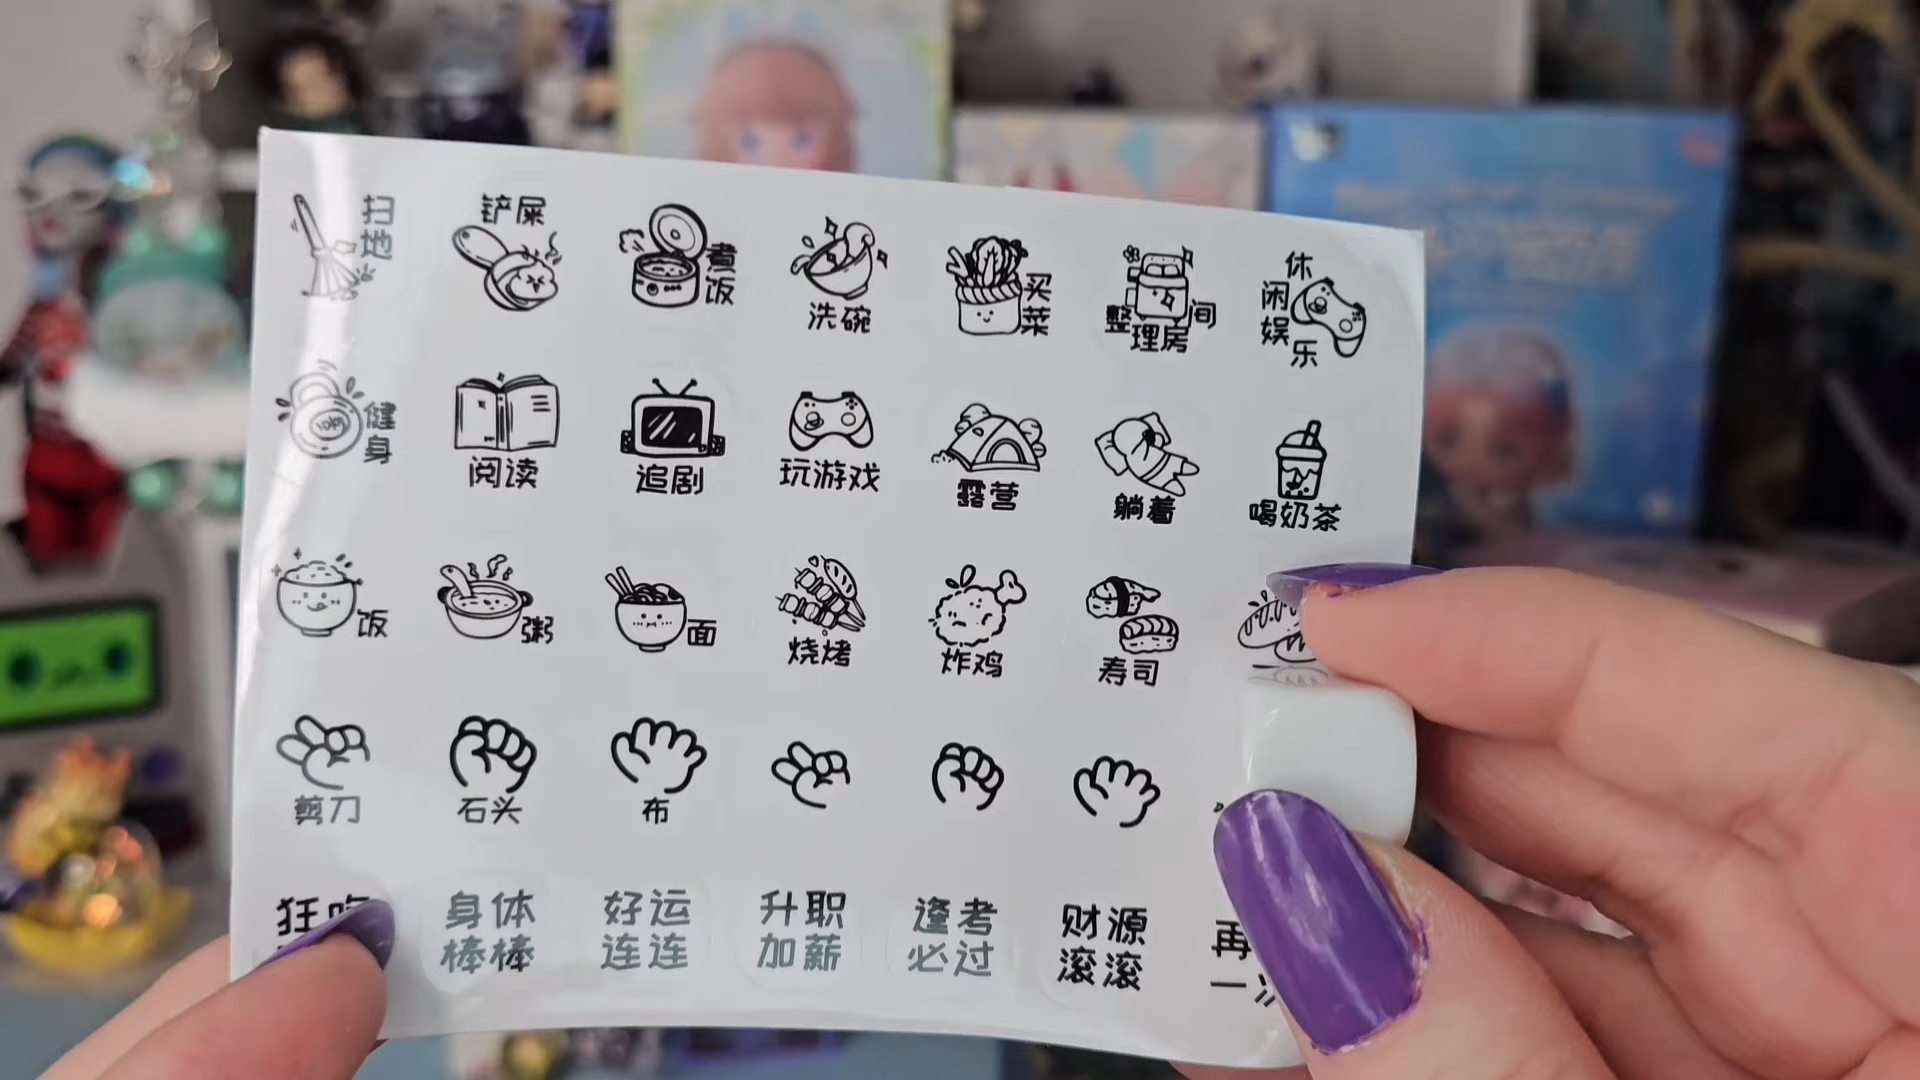 扫地
铲屎
煮饭
洗碗
买菜
整理房间
休闲娱乐
健身
阅读
追剧
玩游戏
露营
躺着
喝奶茶
饭
粥
面
烧烤
炸鸡
寿司
剪刀
石头
布
狂
身体
棒棒
好运
连连
升职
加薪
逢考
必过
财源
滚滚
再
一